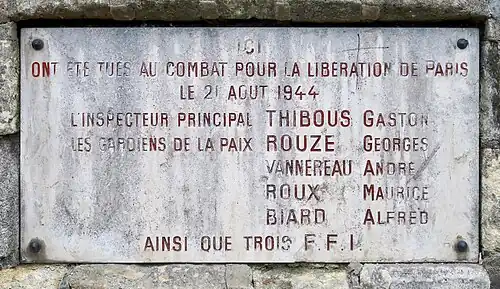 ICI
ONT ETE TUES AU COMBAT POUR LA LIBERATION DE PARIS
LE 21 AOUT 1944
L'INSPECTEUR PRINCIPAL THIBOUS GASTON
LES GARDIENS DE LA PAIX ROUZE GEORGES
VANNEREAU ANDRE
ROUX MAURICE
BIARD ALFRED
AINSI QUE TROIS F.F.I.